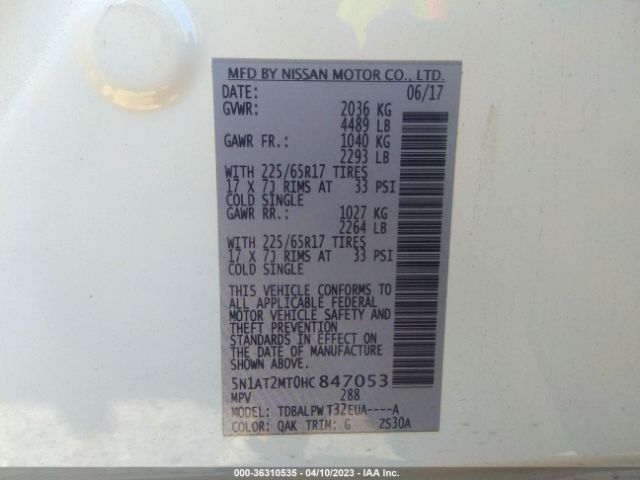 MFD BY NISSAN MOTOR CO., LTD.
DATE: 06/17
GVWR: 2036 KG
4489 LB
GAWR FR.: 1040 KG
2293 LB
WITH 225/65R17 TIRES
17 X 7J RIMS AT 33 PSI
COLD SINGLE
GAWR RR.: 1027 KG
2264 LB
WITH 225/65R17 TIRES
17 X 7J RIMS AT 33 PSI
COLD SINGLE
THIS VEHICLE CONFORMS TO
ALL APPLICABLE FEDERAL
MOTOR VEHICLE SAFETY AND
THEFT PREVENTION
STANDARDS IN EFFECT ON
THE DATE OF MANUFACTURE
SHOWN ABOVE.
5N1AT2MT0HC847053
MPV 288
MODEL: TDBALPWT32EUA----A
COLOR: QAK TRIM: G ZS30A
000-36310535 - 04/10/2023 - IAA Inc.